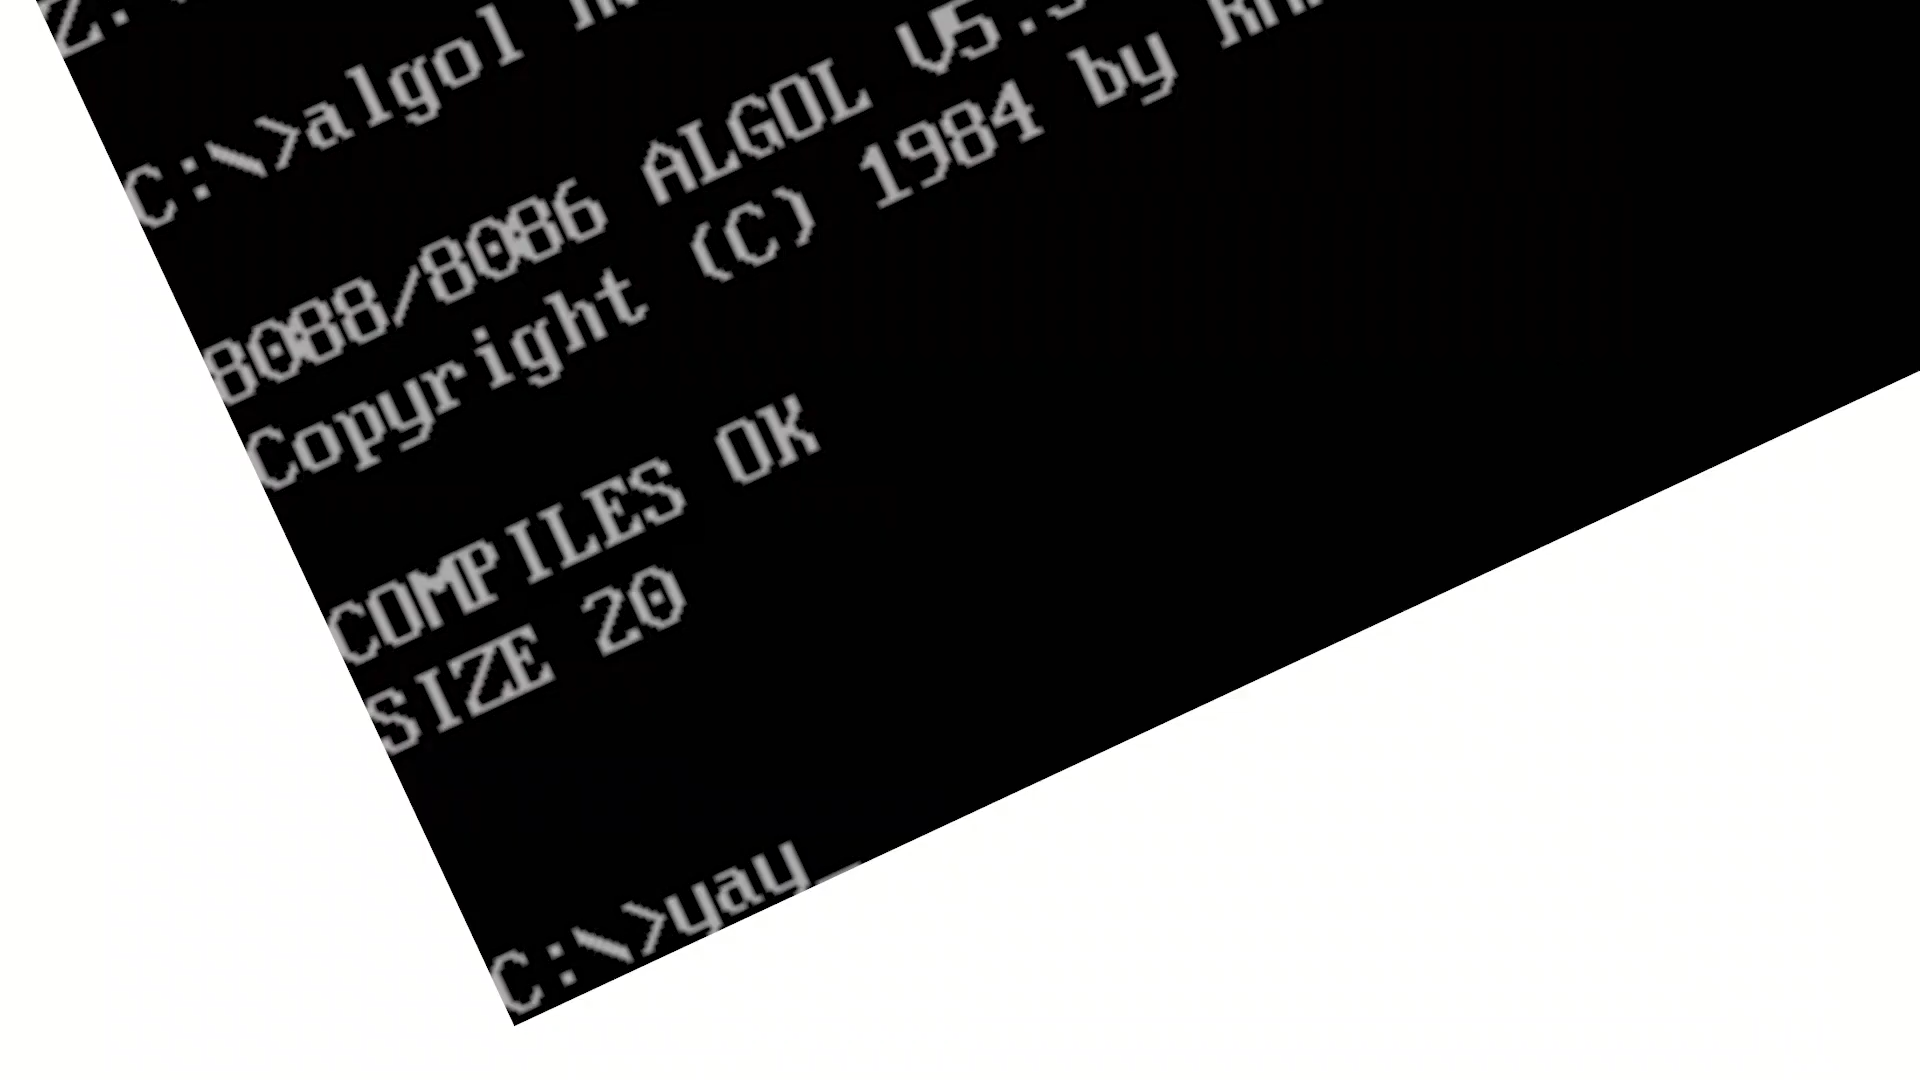 C:\>algol
8088/8086 ALGOL V5.
Copyright (C) 1984 by
COMPILES OK
SIZE 20
C:\>yay_